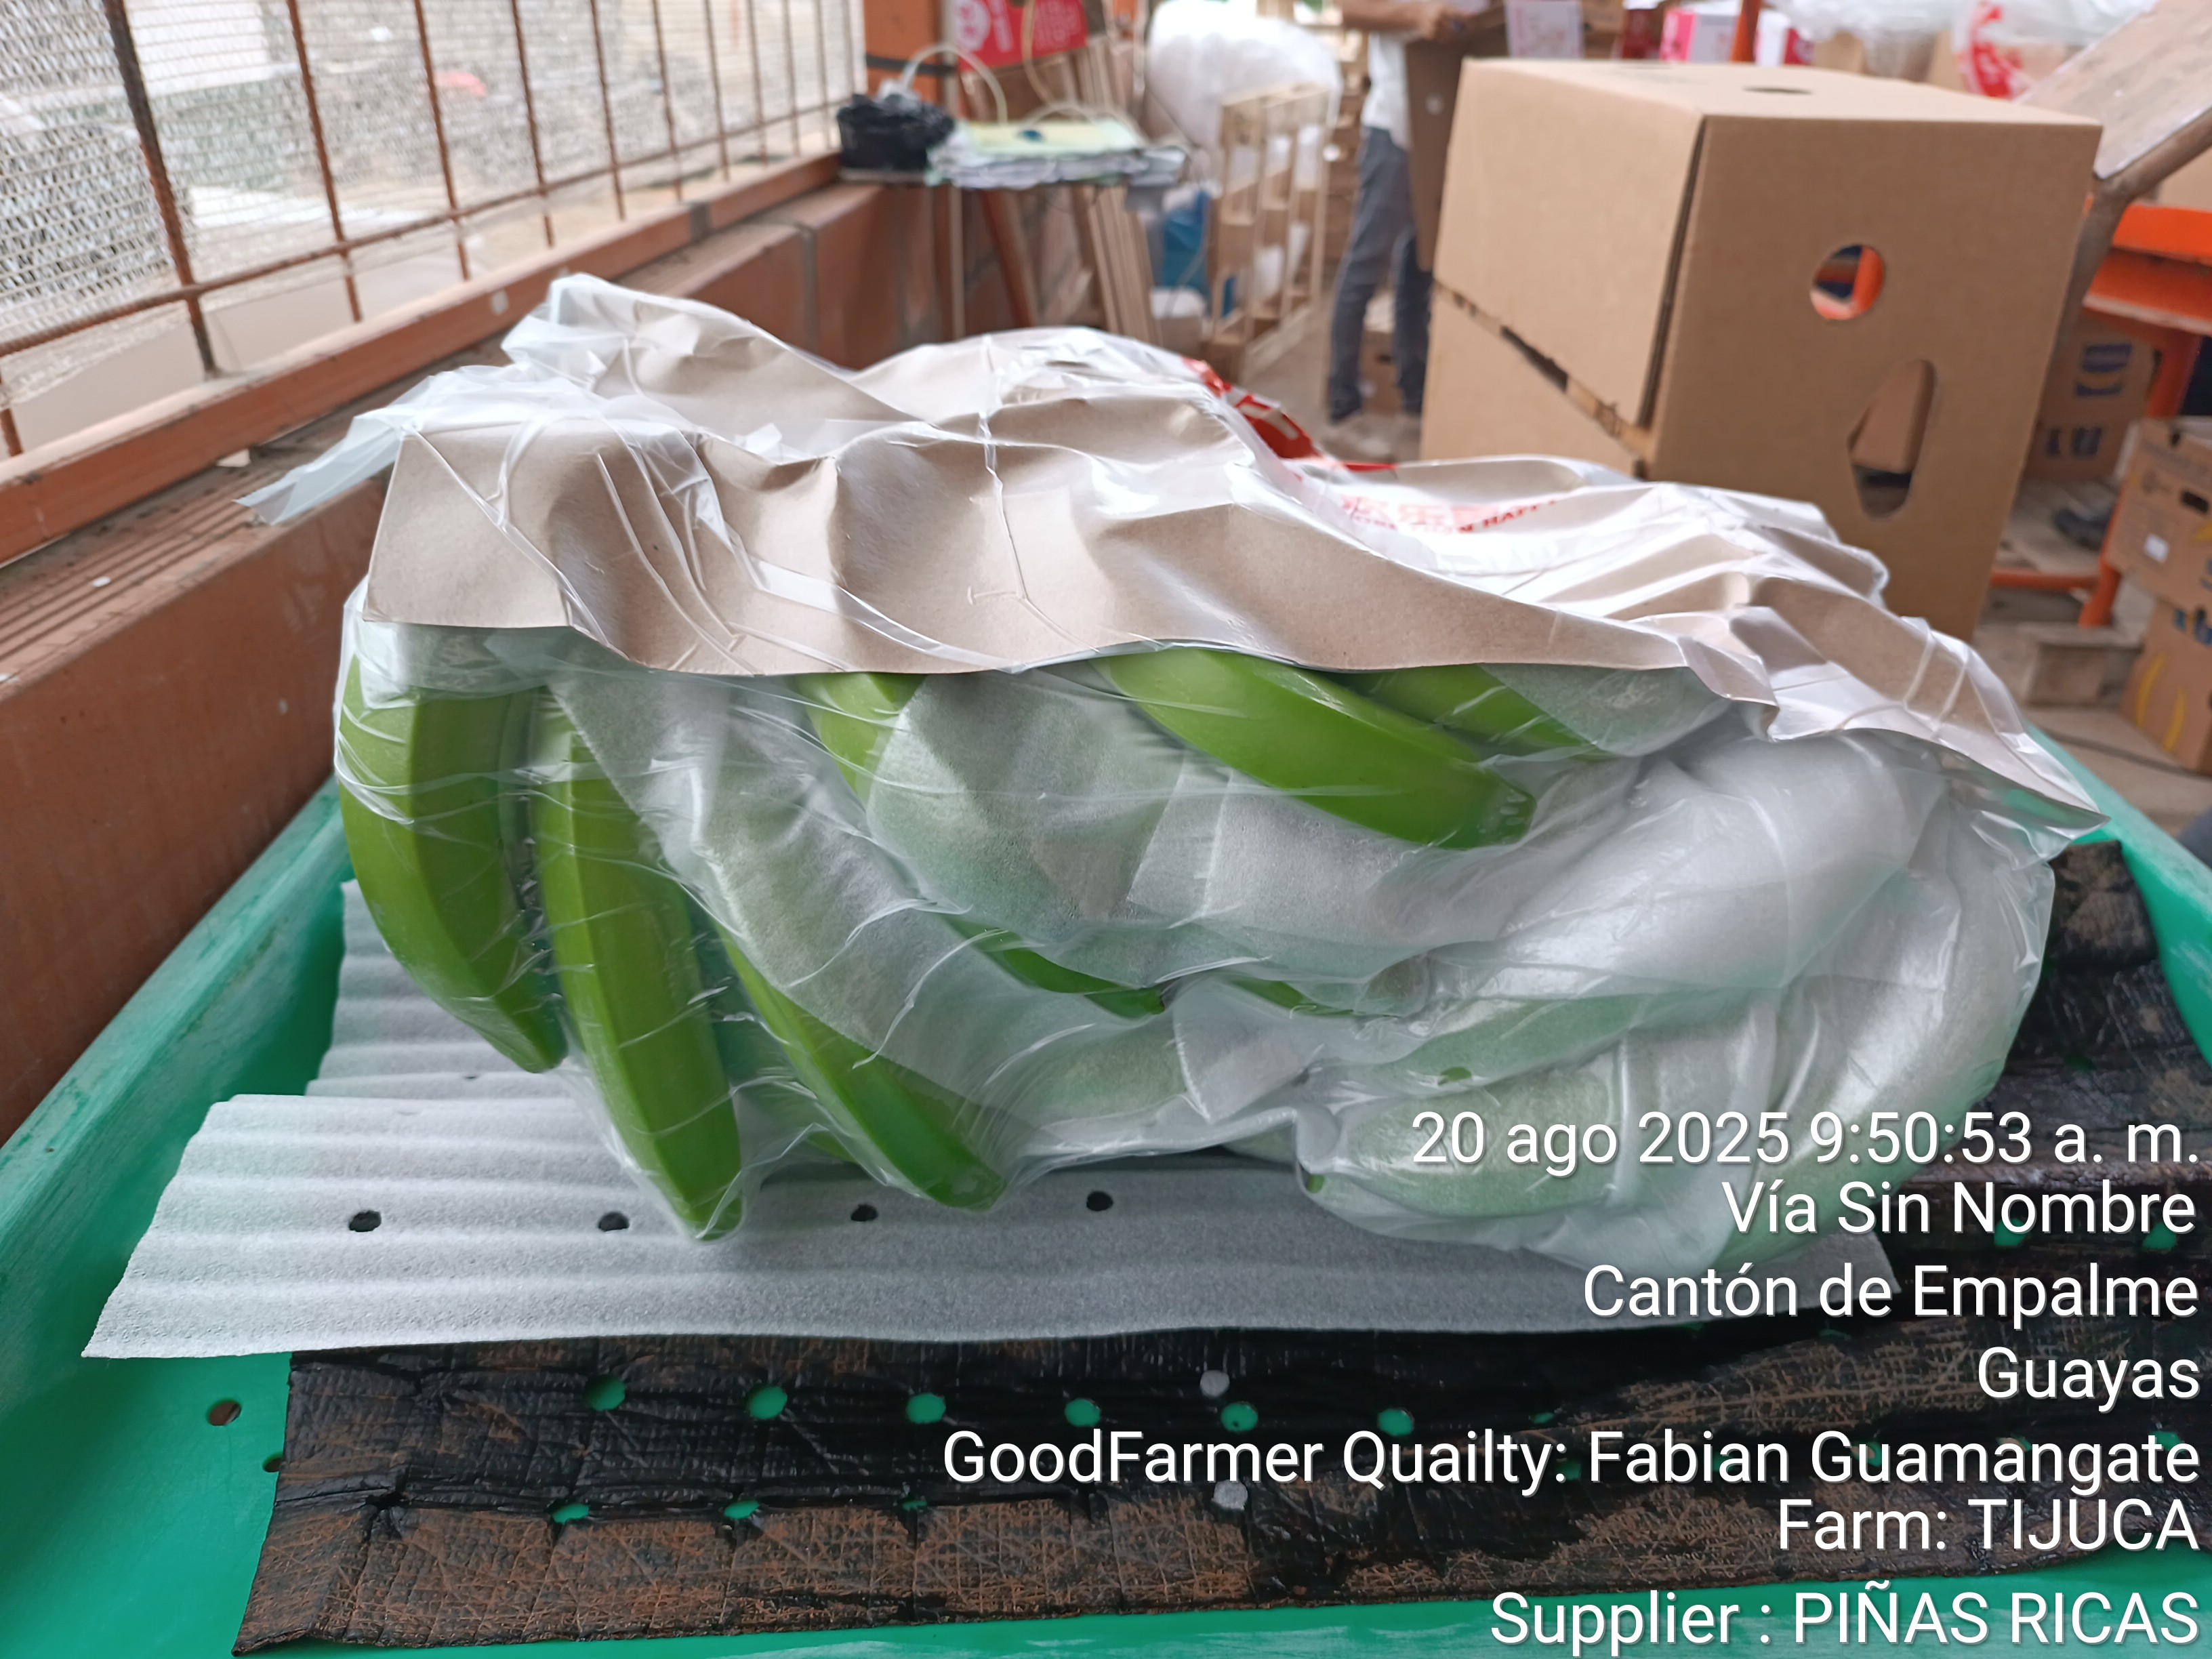 20 ago 2025 9:50:53 a. m.
Vía Sin Nombre
Cantón de Empalme
Guayas
GoodFarmer Quailty: Fabian Guamangate
Farm: TIJUCA
Supplier : PIÑAS RICAS